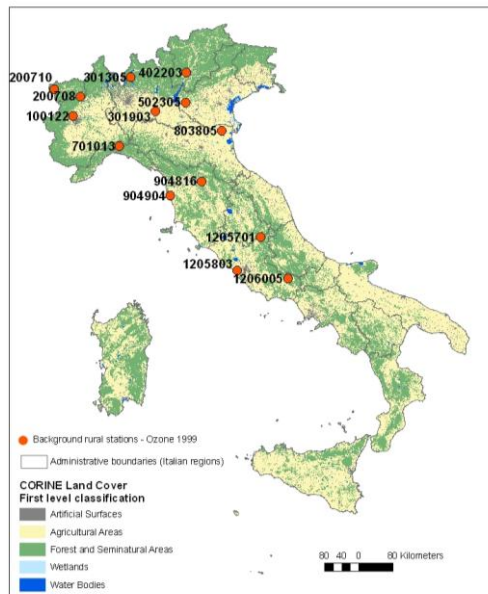 402203
301305
200710
200708
502305
100122
301903
803805
701013
904816
904904
1205701
1205803
1206005
Background rural stations - Ozone 1999
Administrative boundaries (Italian regions)
CORINE Land Cover
First level classification
Artificial Surfaces
Agricultural Areas
Forest and Seminatural Areas
Wetlands
Water Bodies
80 40 0 80 Kilometers